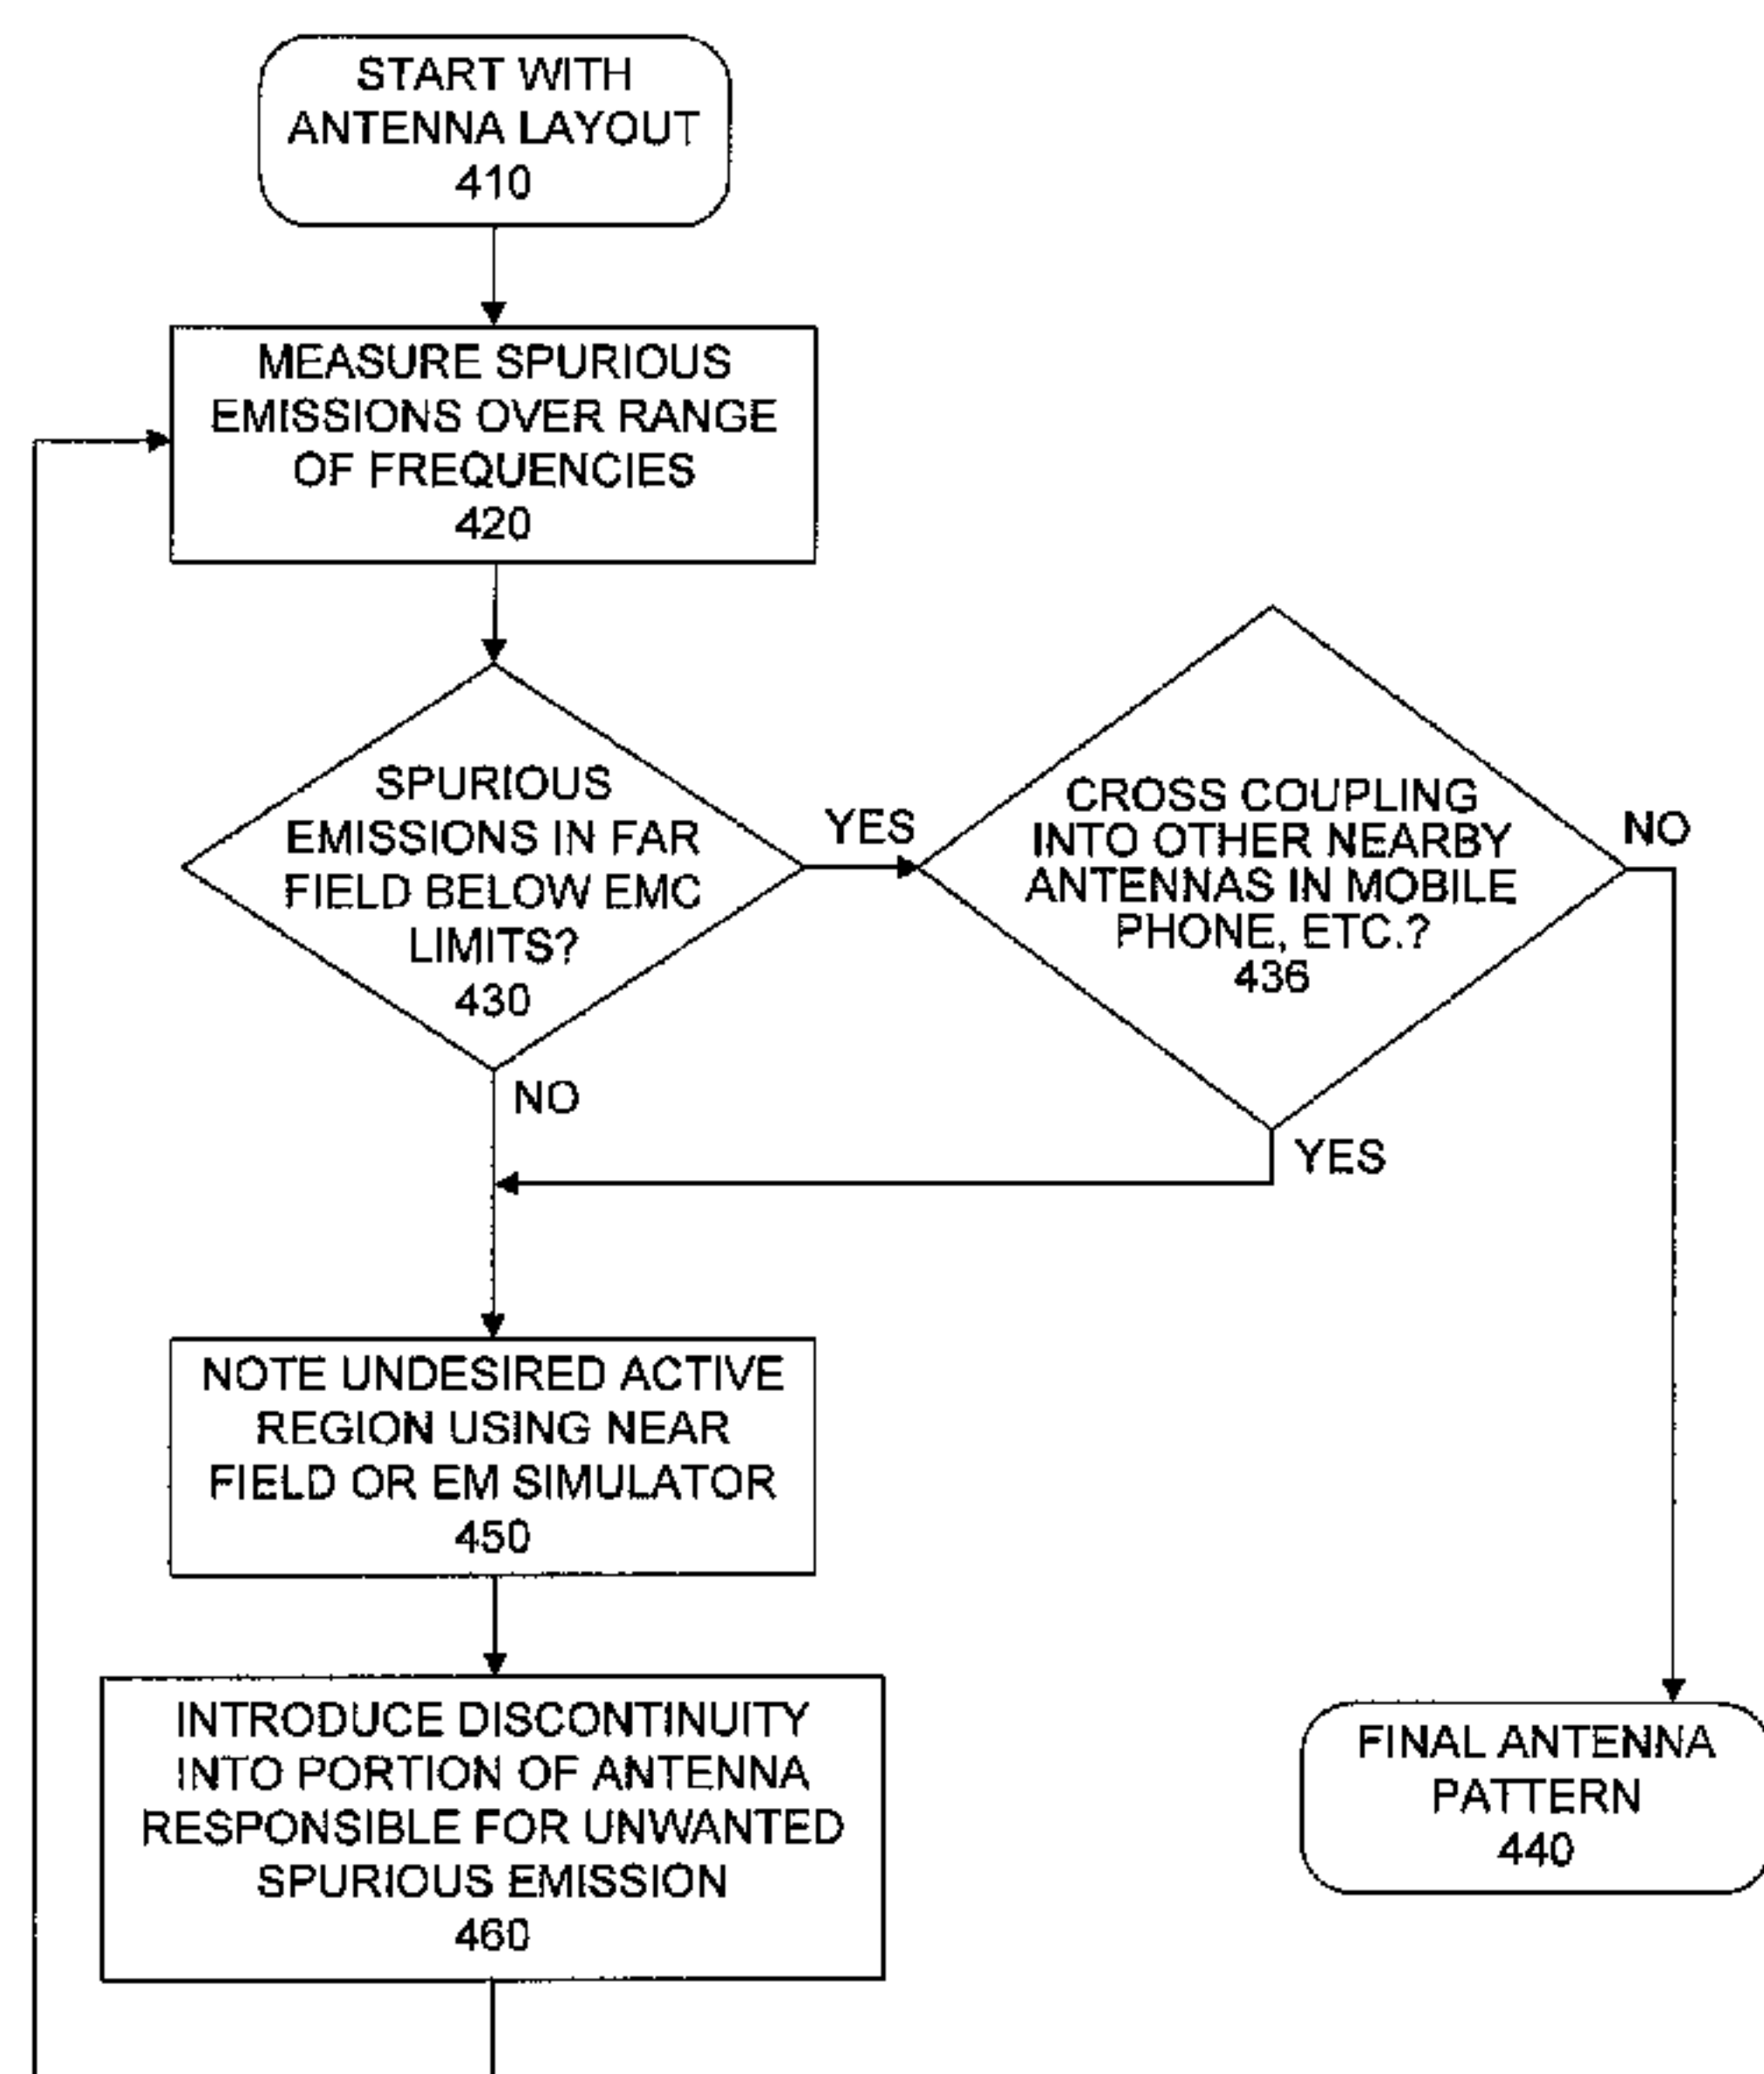 START WITH
ANTENNA LAYOUT
410
MEASURE SPURIOUS
EMISSIONS OVER RANGE
OF FREQUENCIES
420
SPURIOUS
EMISSIONS IN FAR
FIELD BELOW EMC
LIMITS?
430
YES
NO
CROSS COUPLING
INTO OTHER NEARBY
ANTENNAS IN MOBILE
PHONE, ETC.?
436
NO
YES
NOTE UNDESIRED ACTIVE
REGION USING NEAR
FIELD OR EM SIMULATOR
450
INTRODUCE DISCONTINUITY
INTO PORTION OF ANTENNA
RESPONSIBLE FOR UNWANTED
SPURIOUS EMISSION
460
FINAL ANTENNA
PATTERN
440